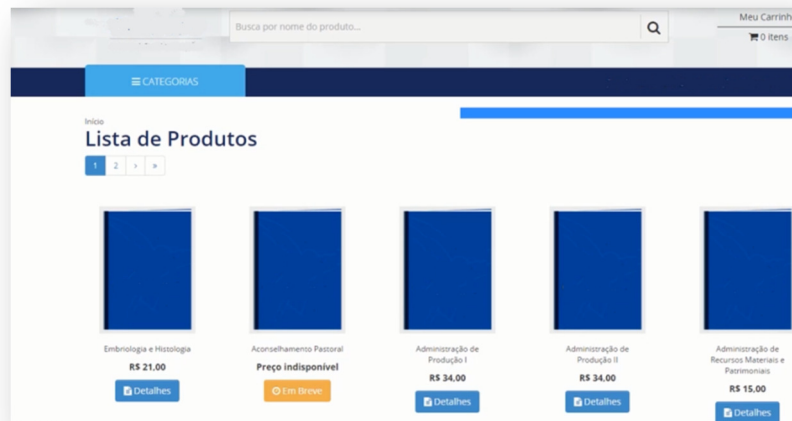 Busca por nome do produto...
Meu Carrinh
0 itens
CATEGORIAS
Início
Lista de Produtos
1 2 › »
Embriologia e Histologia
R$ 21,00
Detalhes
Aconselhamento Pastoral
Preço indisponível
Em Breve
Administração de
Produção I
R$ 34,00
Detalhes
Administração de
Produção II
R$ 34,00
Detalhes
Administração de
Recursos Materiais e
Patrimoniais
R$ 15,00
Detalhes